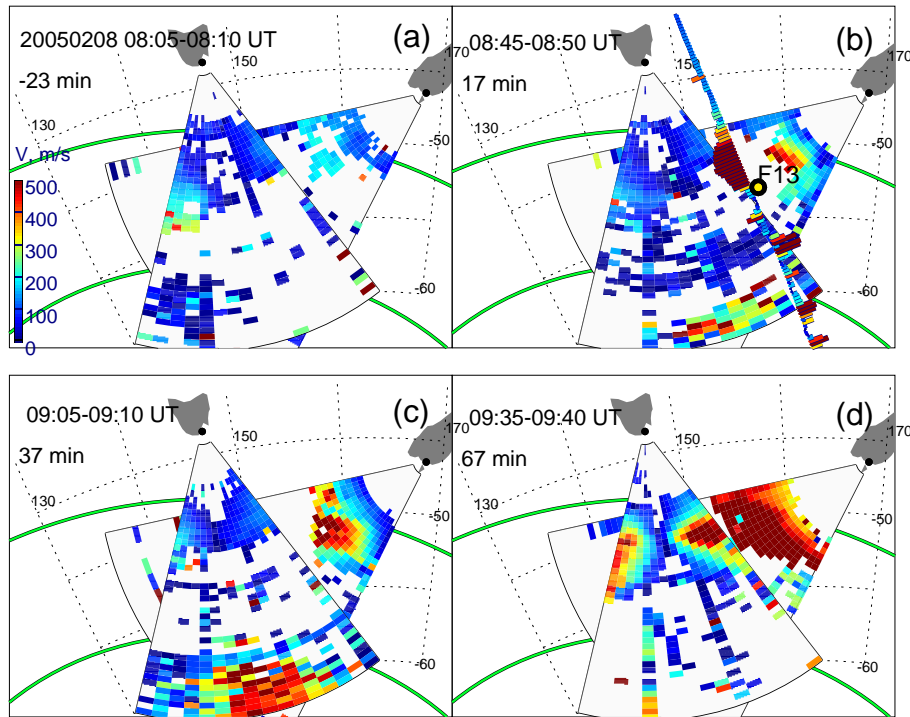 20050208 08:05-08:10 UT
(a)
-23 min
150
170
130
-50
-60
V, m/s
500
400
300
200
100
0
08:45-08:50 UT
(b)
17 min
150
170
130
-50
-60
F13
09:05-09:10 UT
(c)
37 min
150
170
130
-50
-60
09:35-09:40 UT
(d)
67 min
150
170
130
-50
-60